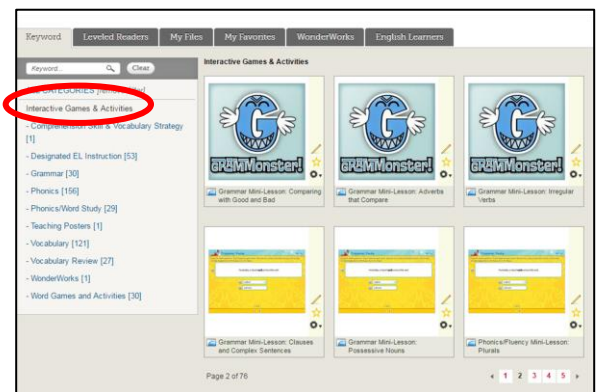 Keyword
Leveled Readers
My Files
My Favorites
WonderWorks
English Learners
Keyword...
Clear
Interactive Games & Activities
Interactive Games & Activities
- Comprehension Skill & Vocabulary Strategy
[1]
- Designated EL Instruction [53]
- Grammar [30]
- Phonics [156]
- Phonics/Word Study [29]
- Teaching Posters [1]
- Vocabulary [121]
- Vocabulary Review [27]
- WonderWorks [1]
- Word Games and Activities [30]
GRAMMonster!
GRAMMonster!
GRAMMonster!
Grammar Mini-Lesson: Comparing
with Good and Bad
Grammar Mini-Lesson: Adverbs
that Compare
Grammar Mini-Lesson: Irregular
Verbs
Grammar Mini-Lesson: Clauses
and Complex Sentences
Grammar Mini-Lesson:
Possessive Nouns
Phonics/Fluency Mini-Lesson:
Plurals
Page 2 of 76
1 2 3 4 5